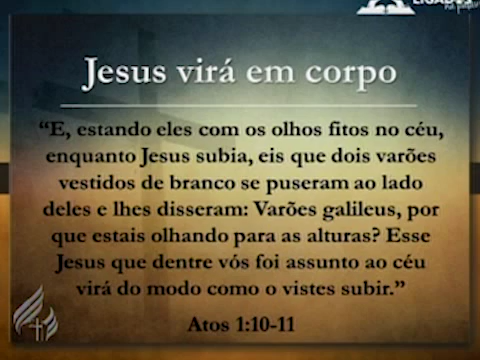 Jesus virá em corpo
“E, estando eles com os olhos fitos no céu,
enquanto Jesus subia, eis que dois varões
vestidos de branco se puseram ao lado
deles e lhes disseram: Varões galileus, por
que estais olhando para as alturas? Esse
Jesus que dentre vós foi assunto ao céu
virá do modo como o vistes subir.”
Atos 1:10-11